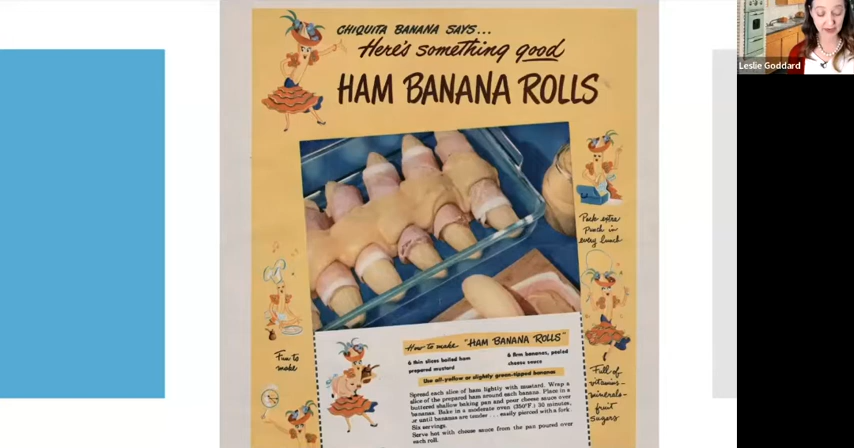 CHIQUITA BANANA SAYS...
Here's something good
HAM BANANA ROLLS
Leslie Goddard
Pack extra
Punch in
every lunch
Fun to
make
Full of
vitamins-
minerals-
fruit
sugars
How to make "HAM BANANA ROLLS"
6 thin slices boiled ham
prepared mustard
6 firm bananas, peeled
cheese sauce
Use all-yellow or slightly green-tipped bananas
Spread each slice of ham lightly with mustard. Wrap a
slice of the prepared ham around each banana. Place in a
buttered shallow baking pan and pour cheese sauce over
bananas. Bake in a moderate oven (350°F.) 30 minutes,
or until bananas are tender ... easily pierced with a fork.
Six servings.
Serve hot with cheese sauce from the pan poured over
each roll.